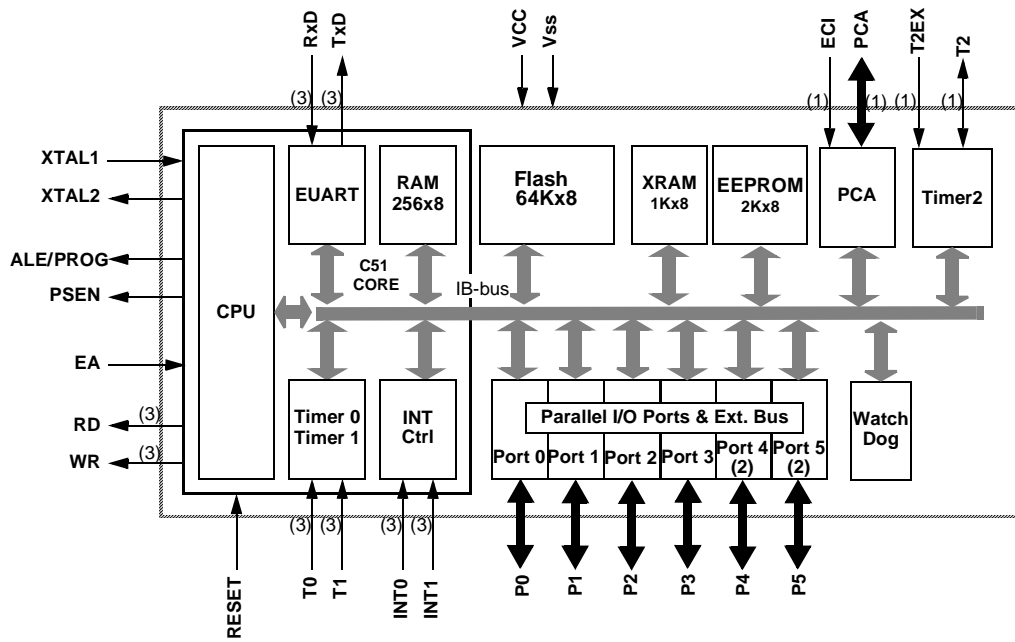 RxD
TxD
VCC
Vss
ECI
PCA
T2EX
T2
(3)
(3)
(1)
(1)
(1)
(1)
XTAL1
XTAL2
ALE/PROG
PSEN
EA
RD
(3)
WR
(3)
CPU
EUART
RAM
256x8
C51
CORE
IB-bus
Flash
64Kx8
XRAM
1Kx8
EEPROM
2Kx8
PCA
Timer2
Timer 0
Timer 1
INT
Ctrl
Parallel I/O Ports & Ext. Bus
Port 0
Port 1
Port 2
Port 3
Port 4
(2)
Port 5
(2)
Watch
Dog
(3)
(3)
(3)
(3)
RESET
T0
T1
INT0
INT1
P0
P1
P2
P3
P4
P5